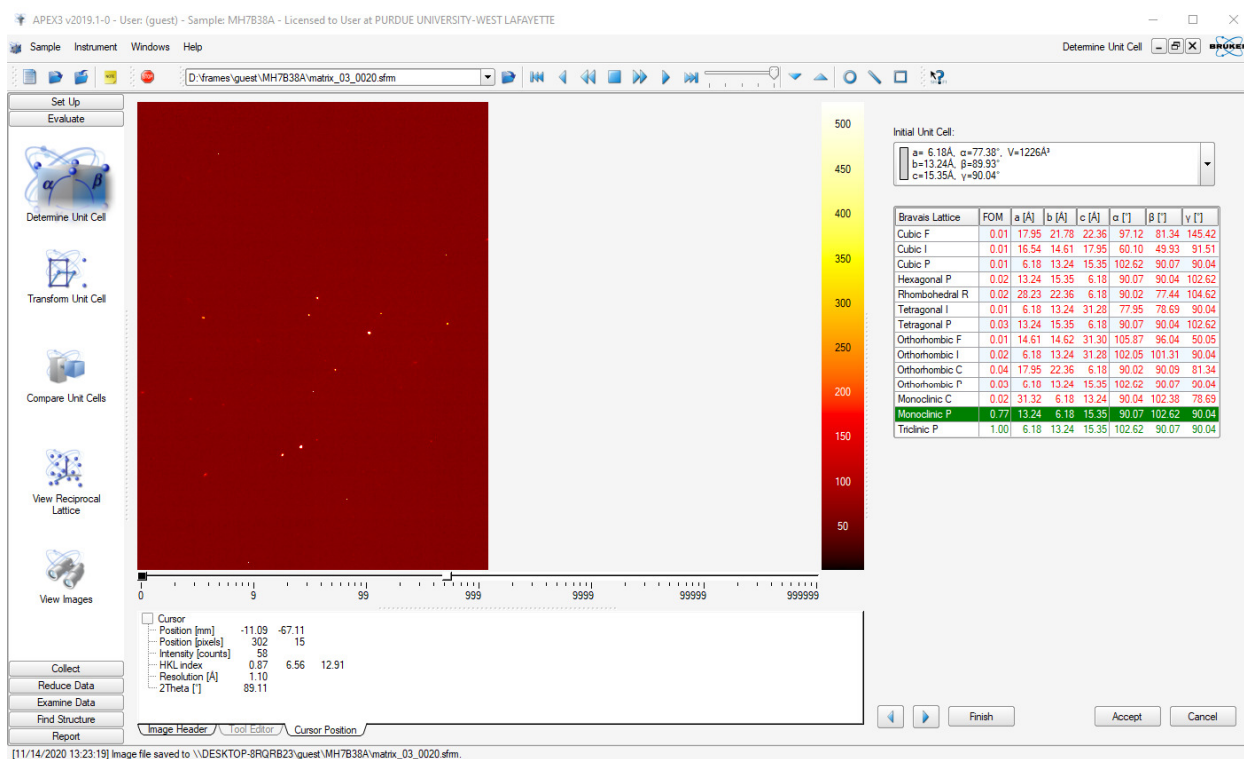 APEX3 v2019.1-0 - User: (guest) - Sample: MH7B38A - Licensed to User at PURDUE UNIVERSITY-WEST LAFAYETTE
Sample Instrument Windows Help
Determine Unit Cell
BRUKER
STOP
D:\frames\guest\MH7B38A\matrix_03_0020.sfrm
Set Up
Evaluate
α β
Determine Unit Cell
Transform Unit Cell
Compare Unit Cells
View Reciprocal
Lattice
View Images
Collect
Reduce Data
Examine Data
Find Structure
Report
500
450
400
350
300
250
200
150
100
50
0 9 99 999 9999 99999 999999
Cursor
Position [mm] -11.09 -67.11
Position [pixels] 302 15
Intensity [counts] 58
HKL index 0.87 6.56 12.91
Resolution [Å] 1.10
2Theta [°] 89.11
Image Header Tool Editor Cursor Position
Initial Unit Cell:
a= 6.18Å, α=77.38°, V=1226Å³
b=13.24Å, β=89.93°
c=15.35Å, γ=90.04°
Bravais Lattice FOM a [Å] b [Å] c [Å] α [°] β [°] γ [°]
Cubic F 0.01 17.95 21.78 22.36 97.12 81.34 145.42
Cubic I 0.01 16.54 14.61 17.95 60.10 49.93 91.51
Cubic P 0.01 6.18 13.24 15.35 102.62 90.07 90.04
Hexagonal P 0.02 13.24 15.35 6.18 90.07 90.04 102.62
Rhombohedral R 0.02 28.23 22.36 6.18 90.02 77.44 104.62
Tetragonal I 0.01 6.18 13.24 31.28 77.95 78.69 90.04
Tetragonal P 0.03 13.24 15.35 6.18 90.07 90.04 102.62
Orthorhombic F 0.01 14.61 14.62 31.30 105.87 96.04 50.05
Orthorhombic I 0.02 6.18 13.24 31.28 102.05 101.31 90.04
Orthorhombic C 0.04 17.95 22.36 6.18 90.02 90.09 81.34
Orthorhombic P 0.03 6.18 13.24 15.35 102.62 90.07 90.04
Monoclinic C 0.02 31.32 6.18 13.24 90.04 102.38 78.69
Monoclinic P 0.77 13.24 6.18 15.35 90.07 102.62 90.04
Triclinic P 1.00 6.18 13.24 15.35 102.62 90.07 90.04
Finish Accept Cancel
[11/14/2020 13:23:19] Image file saved to \\DESKTOP-8RQRB23\guest\MH7B38A\matrix_03_0020.sfrm.